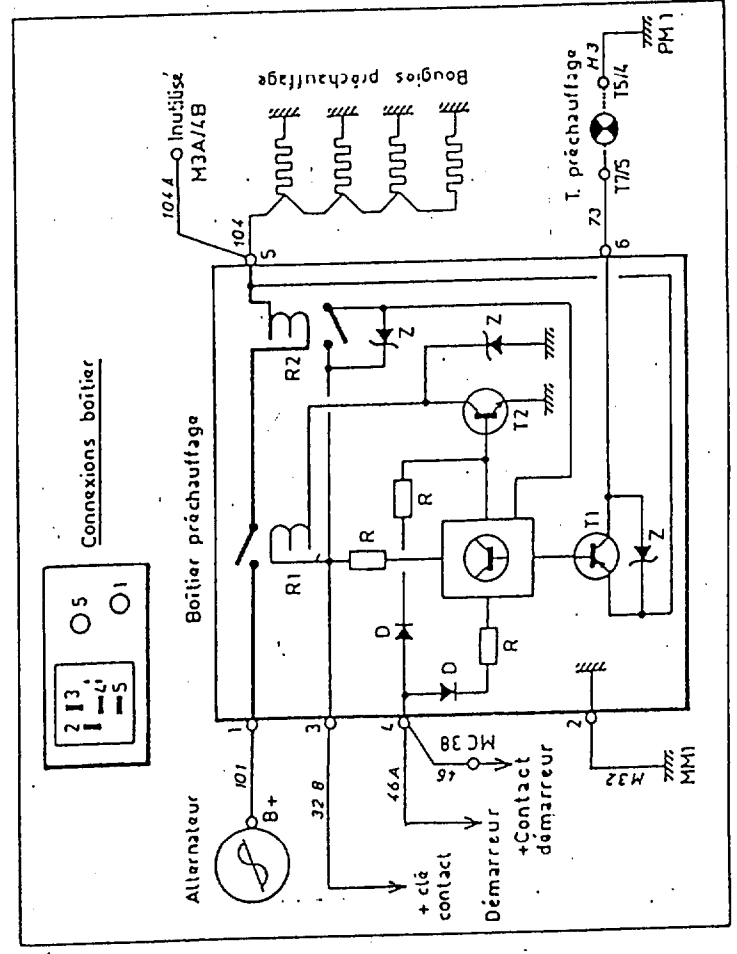 Connexions boîtier
2 3
4
5
5
1
Boîtier préchauffage
Alternateur
B+
101
1
R1
R2
5
104
104 A
Inutilisé
M3A/4B
Bougies préchauffage
+ clé
contact
32 B
3
R
R
D
D
R
Z
Z
T2
Démarreur
46A
4
46
MC38
+Contact
démarreur
T1
Z
2
M32
MM1
6
73
T7/5
T. préchauffage
T5/4
H3
PM1